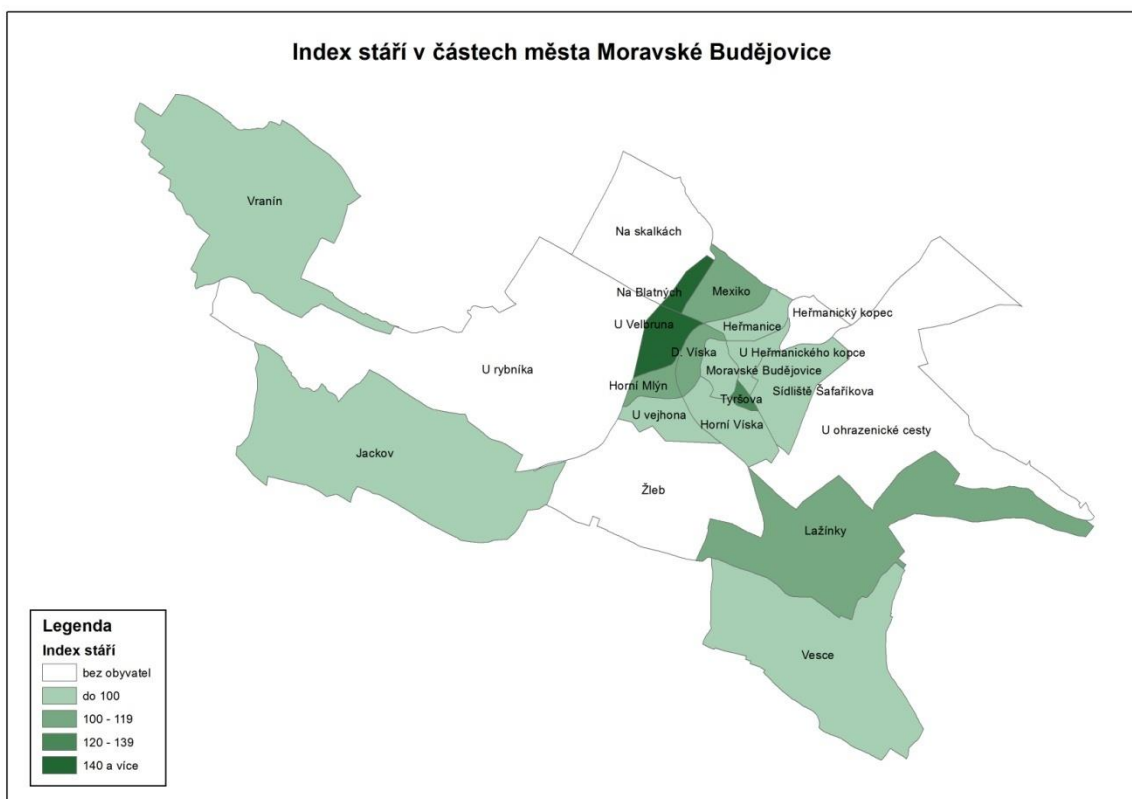 Index stáří v částech města Moravské Budějovice
Vranín
Na skalkách
Na Blatných
Mexiko
Heřmanický kopec
U Velbruna
Heřmanice
D. Víska
U Heřmanického kopce
U rybníka
Moravské Budějovice
Horní Mlýn
Sídliště Šafaříkova
Tyršova
U vejhona
Horní Víska
U ohrazenické cesty
Jackov
Žleb
Lažínky
Vesce
Legenda
Index stáří
bez obyvatel
do 100
100 - 119
120 - 139
140 a více